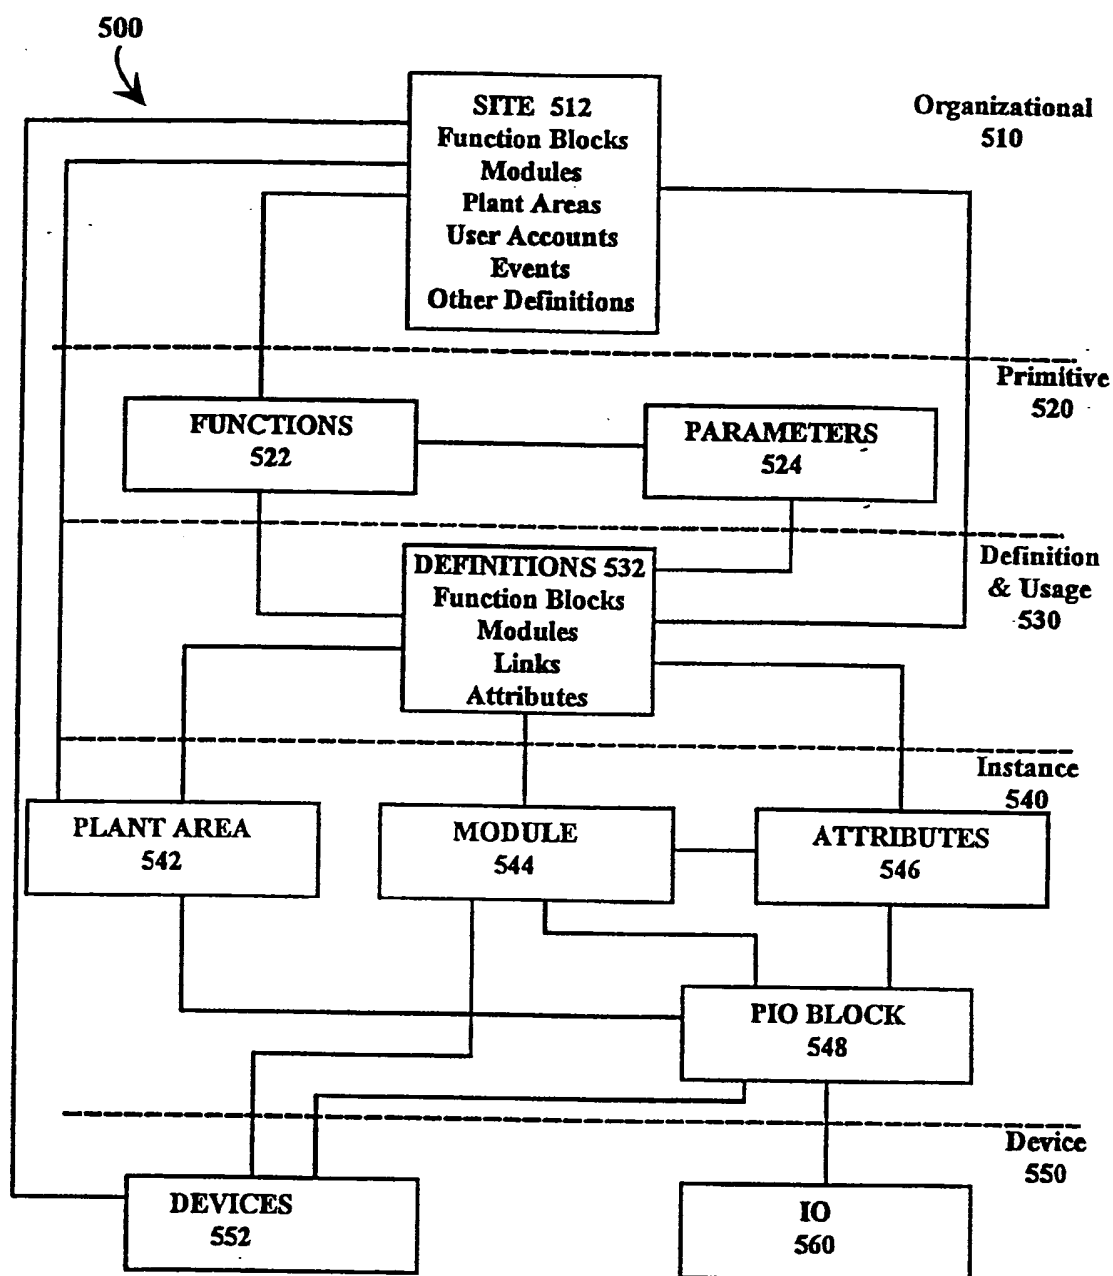 500
SITE 512
Function Blocks
Modules
Plant Areas
User Accounts
Events
Other Definitions
Organizational
510
Primitive
520
FUNCTIONS
522
PARAMETERS
524
DEFINITIONS 532
Function Blocks
Modules
Links
Attributes
Definition
& Usage
530
Instance
540
PLANT AREA
542
MODULE
544
ATTRIBUTES
546
PIO BLOCK
548
Device
550
DEVICES
552
IO
560